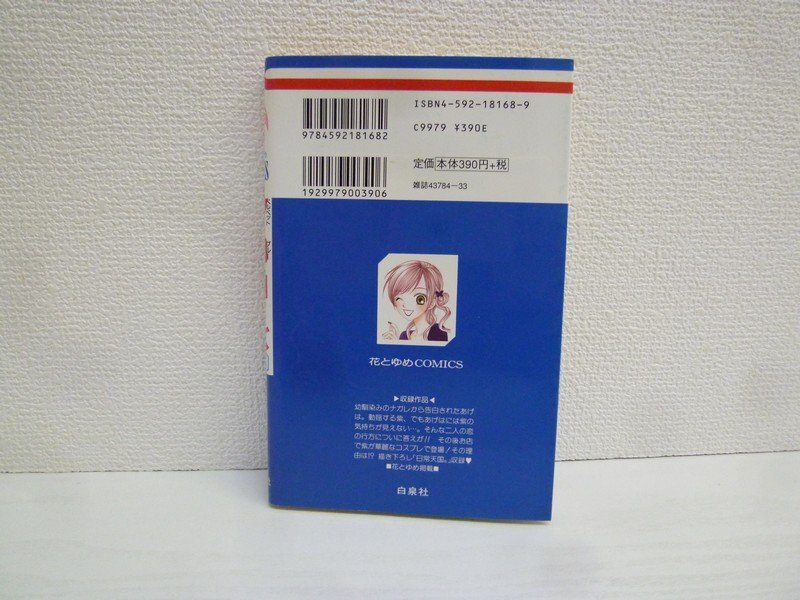 ISBN4-592-18168-9
C9979 ¥390E
9784592181682
定価 本体390円+税
雑誌43784-33
1929979003906
花とゆめCOMICS
▶収録作品◀
幼馴染みのナガレから告白されたあげ
は。動揺する紫、でもあげはには紫の
気持ちが見えない…。そんな二人の恋
の行方についに答えが!! その後お店
で紫が華麗なコスプレで登場!その理
由は!? 描き下ろし「日常天国。」収録♥
■花とゆめ掲載■
白泉社